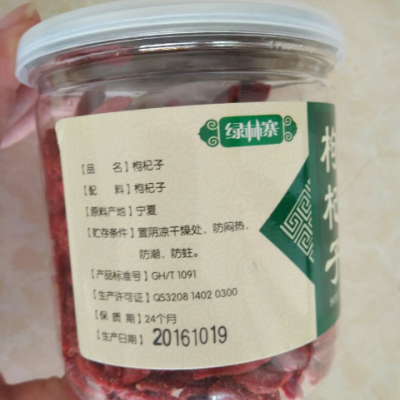 绿林寨
【品 名】枸杞子
【配 料】枸杞子
【原料产地】宁夏
【贮存条件】置阴凉干燥处，防闷热，
防潮，防蛀。
【产品标准号】GH/T 1091
【生产许可证】QS3208 1402 0300
【保 质 期】24个月
【生产日期】20161019
枸杞子